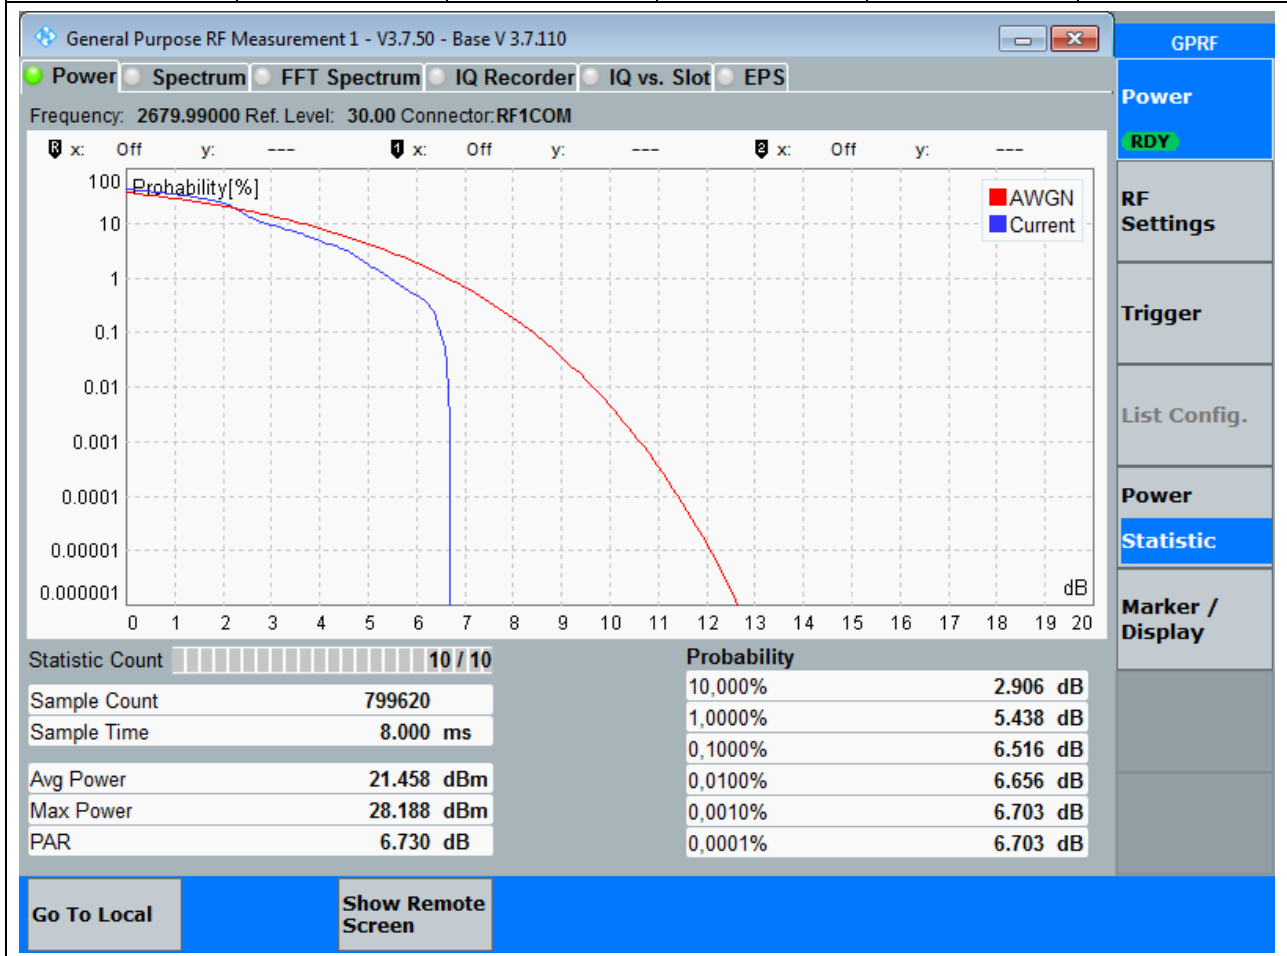 General Purpose RF Measurement 1 - V3.7.50 - Base V 3.7.110
GPRF
Power Spectrum FFT Spectrum IQ Recorder IQ vs. Slot EPS
Frequency: 2679.99000 Ref. Level: 30.00 Connector: RF1COM
R x: Off y: --- 1 x: Off y: --- 2 x: Off y: ---
Probability[%]
AWGN
Current
100
10
1
0.1
0.01
0.001
0.0001
0.00001
0.000001
dB
0 1 2 3 4 5 6 7 8 9 10 11 12 13 14 15 16 17 18 19 20
Statistic Count 10 / 10
Sample Count 799620
Sample Time 8.000 ms
Avg Power 21.458 dBm
Max Power 28.188 dBm
PAR 6.730 dB
Probability
10,000% 2.906 dB
1,0000% 5.438 dB
0,1000% 6.516 dB
0,0100% 6.656 dB
0,0010% 6.703 dB
0,0001% 6.703 dB
Power
RDY
RF
Settings
Trigger
List Config.
Power
Statistic
Marker /
Display
Go To Local
Show Remote
Screen